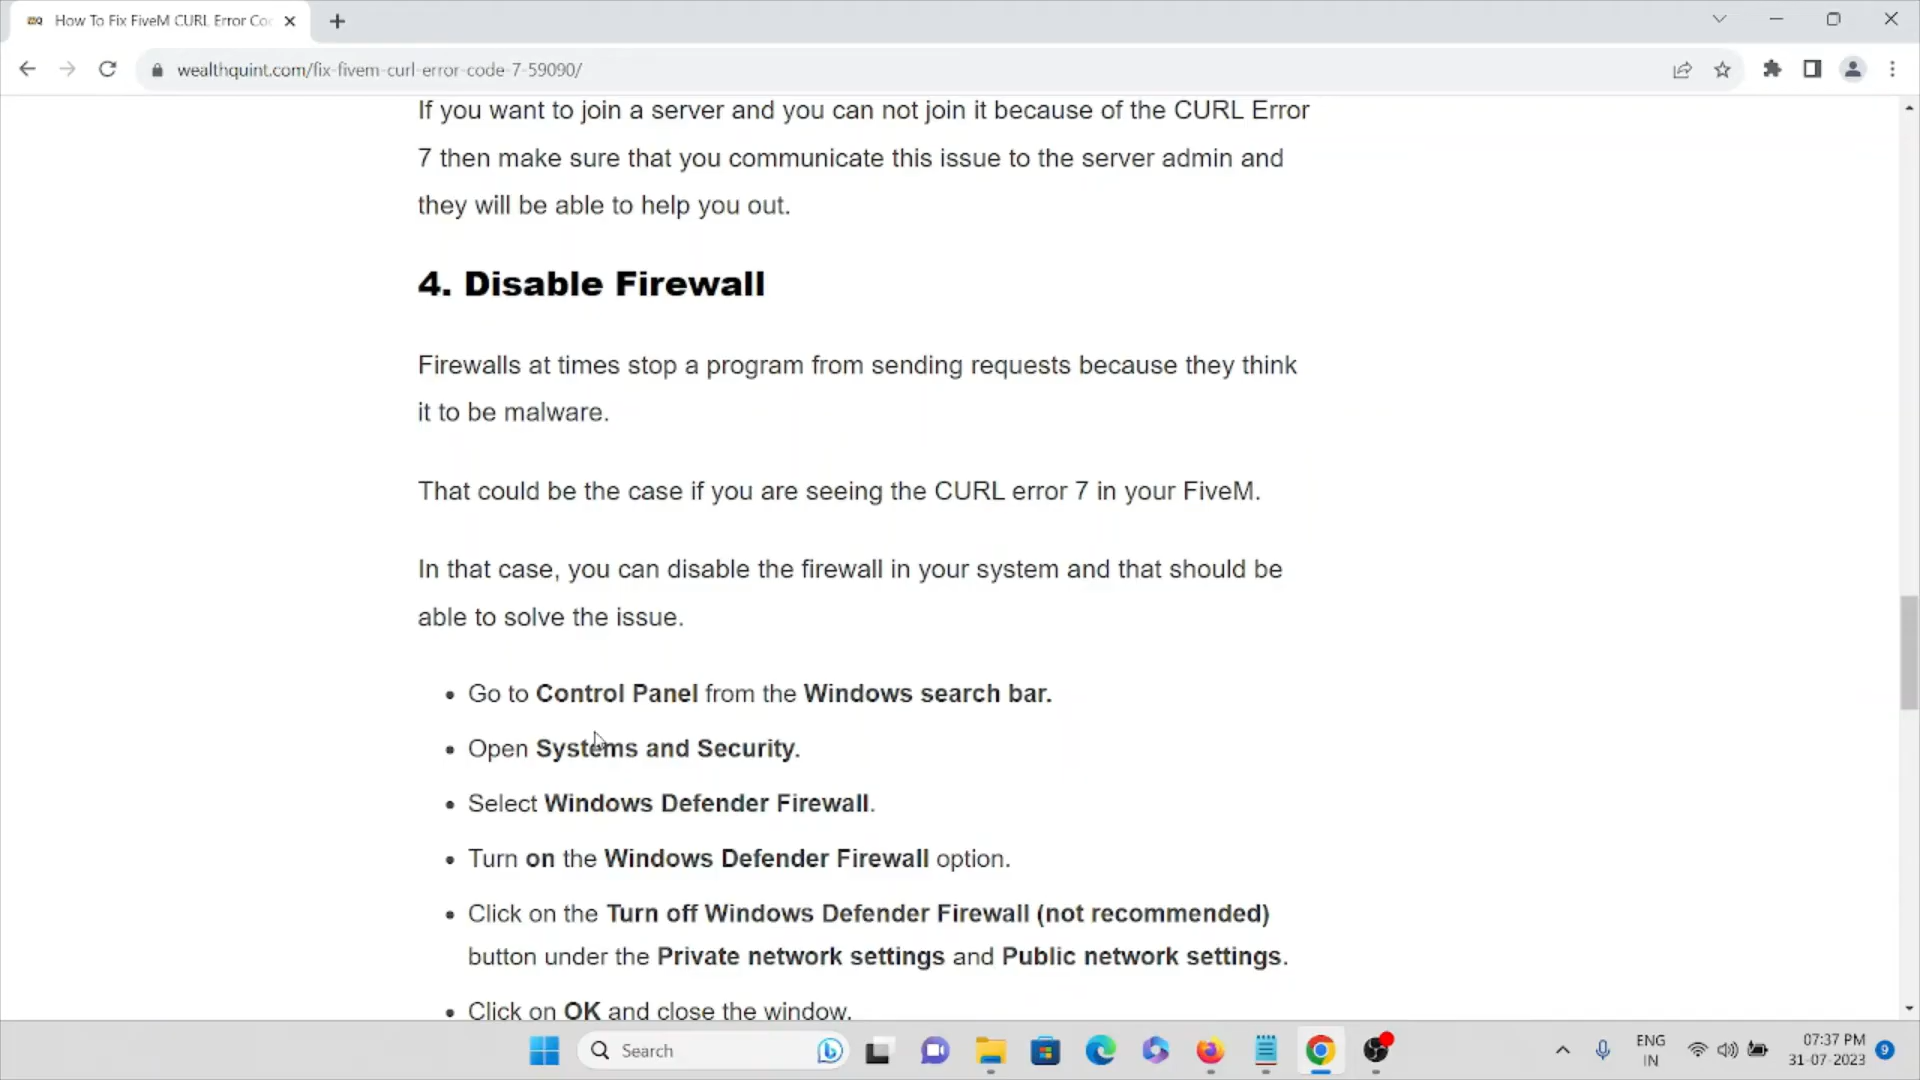 How To Fix FiveM CURL Error Co
wealthquint.com/fix-fivem-curl-error-code-7-59090/
If you want to join a server and you can not join it because of the CURL Error
7 then make sure that you communicate this issue to the server admin and
they will be able to help you out.
4. Disable Firewall
Firewalls at times stop a program from sending requests because they think
it to be malware.
That could be the case if you are seeing the CURL error 7 in your FiveM.
In that case, you can disable the firewall in your system and that should be
able to solve the issue.
• Go to Control Panel from the Windows search bar.
• Open Systems and Security.
• Select Windows Defender Firewall.
• Turn on the Windows Defender Firewall option.
• Click on the Turn off Windows Defender Firewall (not recommended)
button under the Private network settings and Public network settings.
• Click on OK and close the window.
Search
ENG
IN
07:37 PM
31-07-2023
9